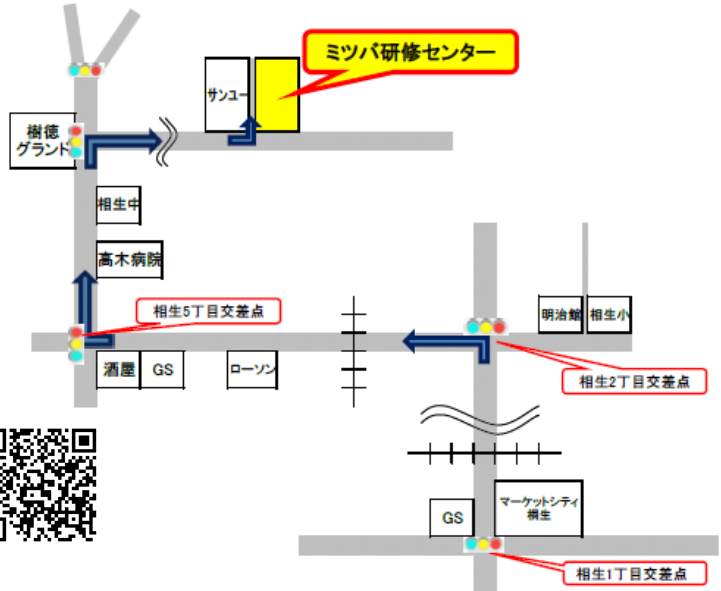 ミツバ研修センター
サンユー
樹徳
グランド
相生中
高木病院
相生5丁目交差点
明治館
相生小
酒屋
GS
ローソン
相生2丁目交差点
マーケットシティ
桐生
GS
相生1丁目交差点